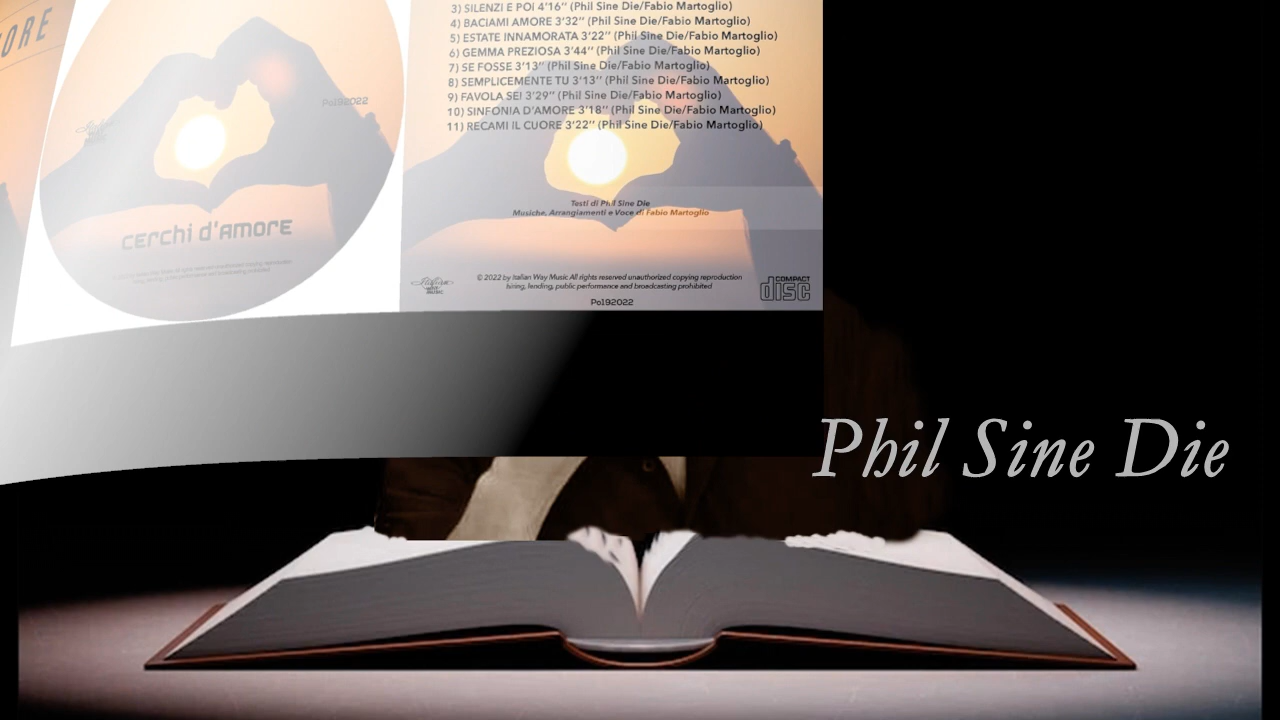 ORE
Po192022
cerchi d'amore
3) SILENZI E POI 4'16'' (Phil Sine Die/Fabio Martoglio)
4) BACIAMI AMORE 3'32'' (Phil Sine Die/Fabio Martoglio)
5) ESTATE INNAMORATA 3'22'' (Phil Sine Die/Fabio Martoglio)
6) GEMMA PREZIOSA 3'44'' (Phil Sine Die/Fabio Martoglio)
7) SE FOSSE 3'13'' (Phil Sine Die/Fabio Martoglio)
8) SEMPLICEMENTE TU 3'13'' (Phil Sine Die/Fabio Martoglio)
9) FAVOLA SEI 3'29'' (Phil Sine Die/Fabio Martoglio)
10) SINFONIA D'AMORE 3'18'' (Phil Sine Die/Fabio Martoglio)
11) RECAMI IL CUORE 3'22'' (Phil Sine Die/Fabio Martoglio)
Testi di Phil Sine Die
Musiche, Arrangiamenti e Voce di Fabio Martoglio
© 2022 by Italian Way Music All rights reserved unauthorized copying reproduction
hiring, lending, public performance and broadcasting prohibited
Po192022
COMPACT
disc
Phil Sine Die